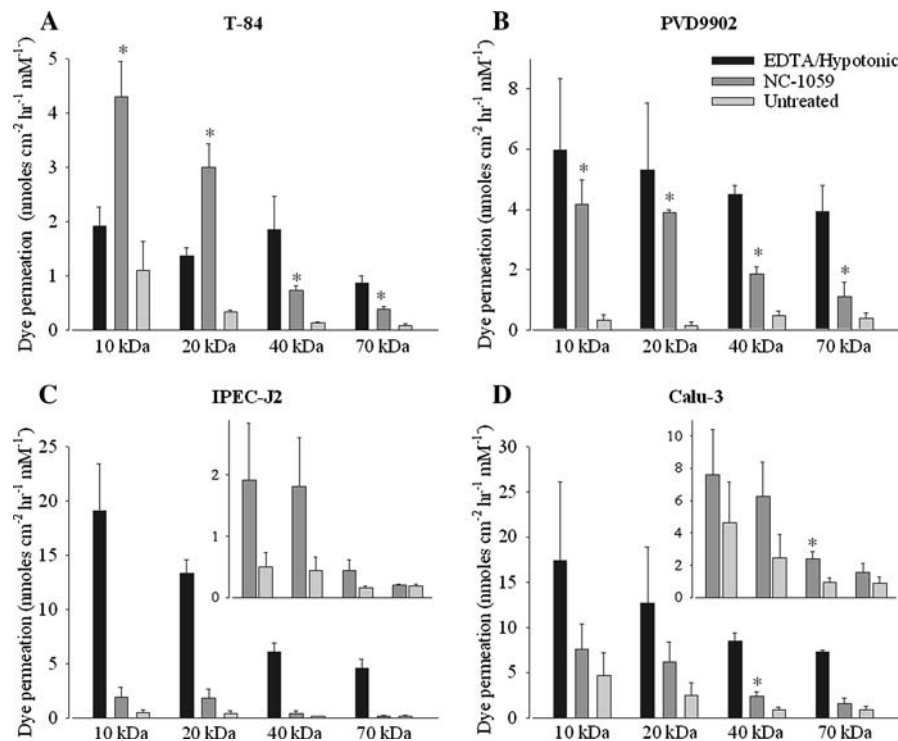 A T-84
Dye permeation (nmoles cm⁻² hr⁻¹ mM⁻¹)
5
4
3
2
1
0
* * * *
10 kDa 20 kDa 40 kDa 70 kDa
B PVD9902
EDTA/Hypotonic
NC-1059
Untreated
Dye permeation (nmoles cm⁻² hr⁻¹ mM⁻¹)
8
6
4
2
0
* * * *
10 kDa 20 kDa 40 kDa 70 kDa
C IPEC-J2
Dye permeation (nmoles cm⁻² hr⁻¹ mM⁻¹)
25
20
15
10
5
0
2
1
0
10 kDa 20 kDa 40 kDa 70 kDa
D Calu-3
Dye permeation (nmoles cm⁻² hr⁻¹ mM⁻¹)
30
25
20
15
10
5
0
10
8
6
4
2
0
*
*
10 kDa 20 kDa 40 kDa 70 kDa